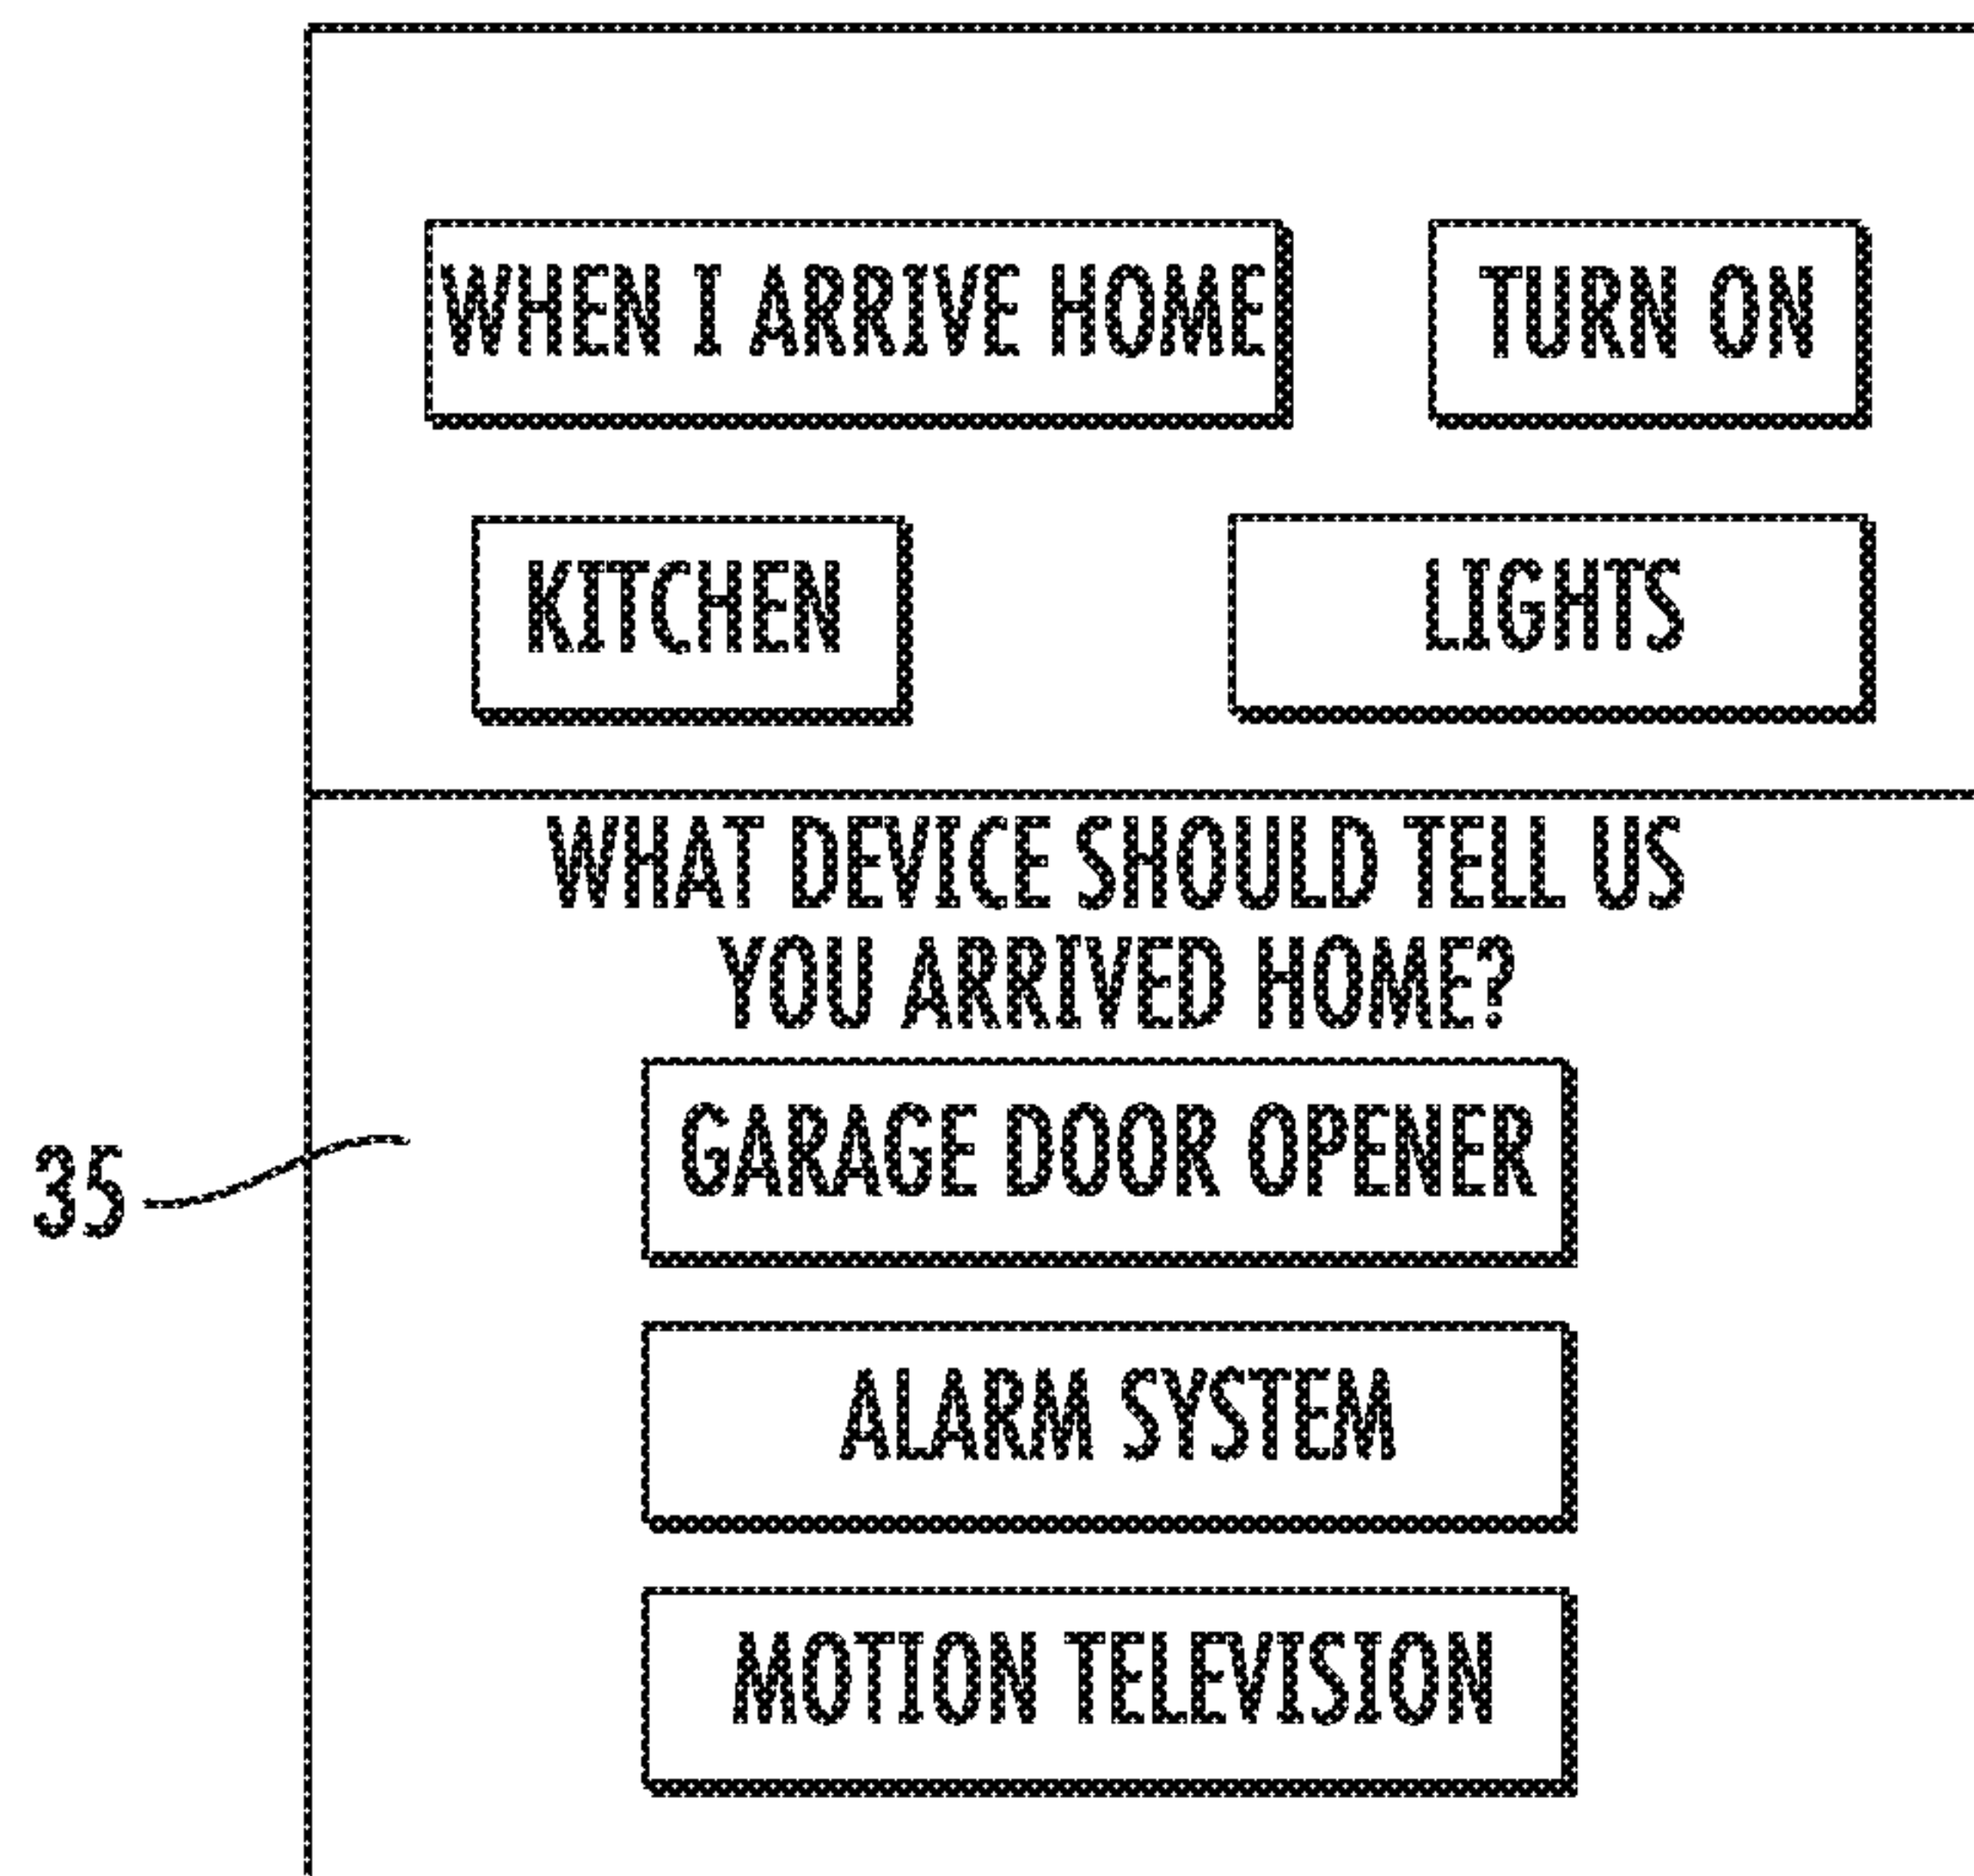 WHEN I ARRIVE HOME TURN ON
KITCHEN LIGHTS
WHAT DEVICE SHOULD TELL US
YOU ARRIVED HOME?
35
GARAGE DOOR OPENER
ALARM SYSTEM
MOTION TELEVISION